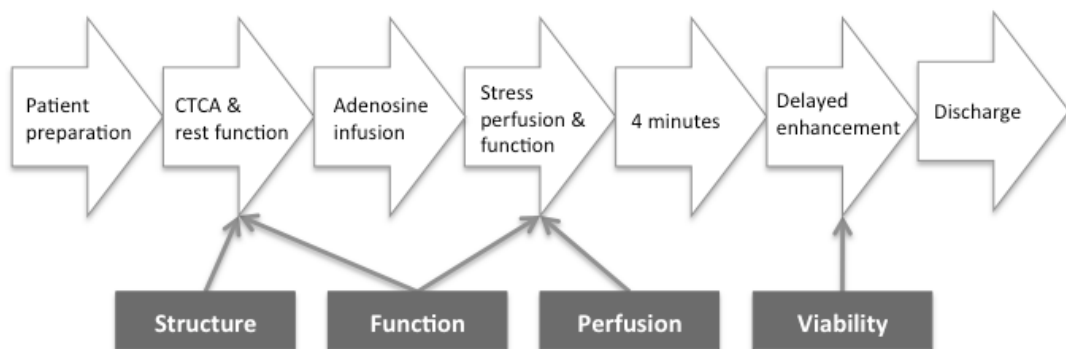 Patient
preparation
CTCA &
rest function
Adenosine
infusion
Stress
perfusion &
function
4 minutes
Delayed
enhancement
Discharge
Structure
Function
Perfusion
Viability